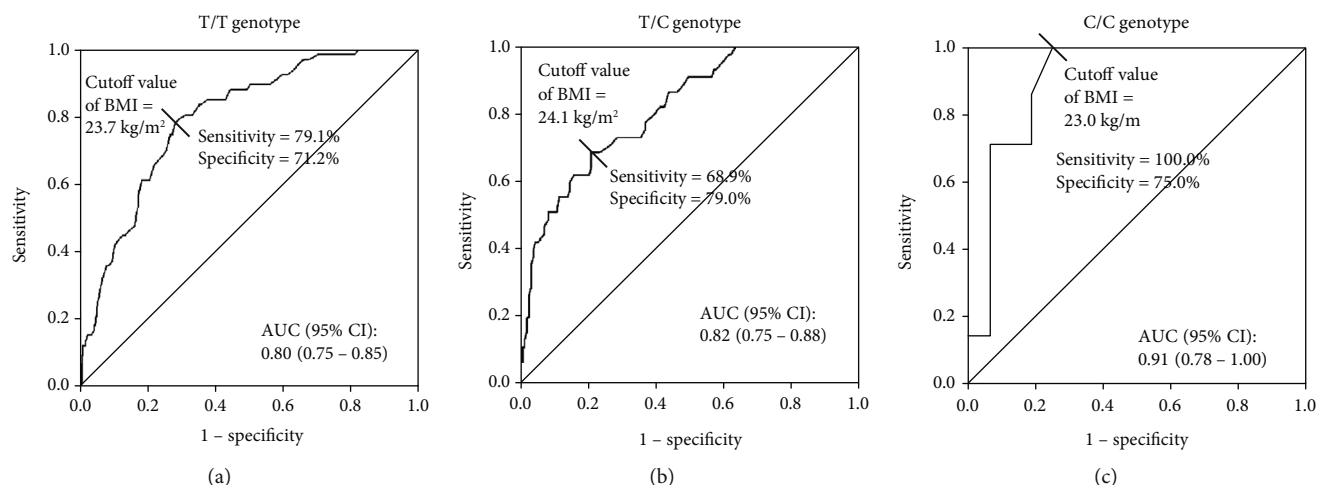 T/T genotype
1.0
0.8
0.6
0.4
0.2
0.0
Sensitivity
Cutoff value
of BMI =
23.7 kg/m²
Sensitivity = 79.1%
Specificity = 71.2%
AUC (95% CI):
0.80 (0.75 – 0.85)
0.0 0.2 0.4 0.6 0.8 1.0
1 – specificity
(a)
T/C genotype
1.0
0.8
0.6
0.4
0.2
0.0
Sensitivity
Cutoff value
of BMI =
24.1 kg/m²
Sensitivity = 68.9%
Specificity = 79.0%
AUC (95% CI):
0.82 (0.75 – 0.88)
0.0 0.2 0.4 0.6 0.8 1.0
1 – specificity
(b)
C/C genotype
1.0
0.8
0.6
0.4
0.2
0.0
Sensitivity
Cutoff value
of BMI =
23.0 kg/m
Sensitivity = 100.0%
Specificity = 75.0%
AUC (95% CI):
0.91 (0.78 – 1.00)
0.0 0.2 0.4 0.6 0.8 1.0
1 – specificity
(c)